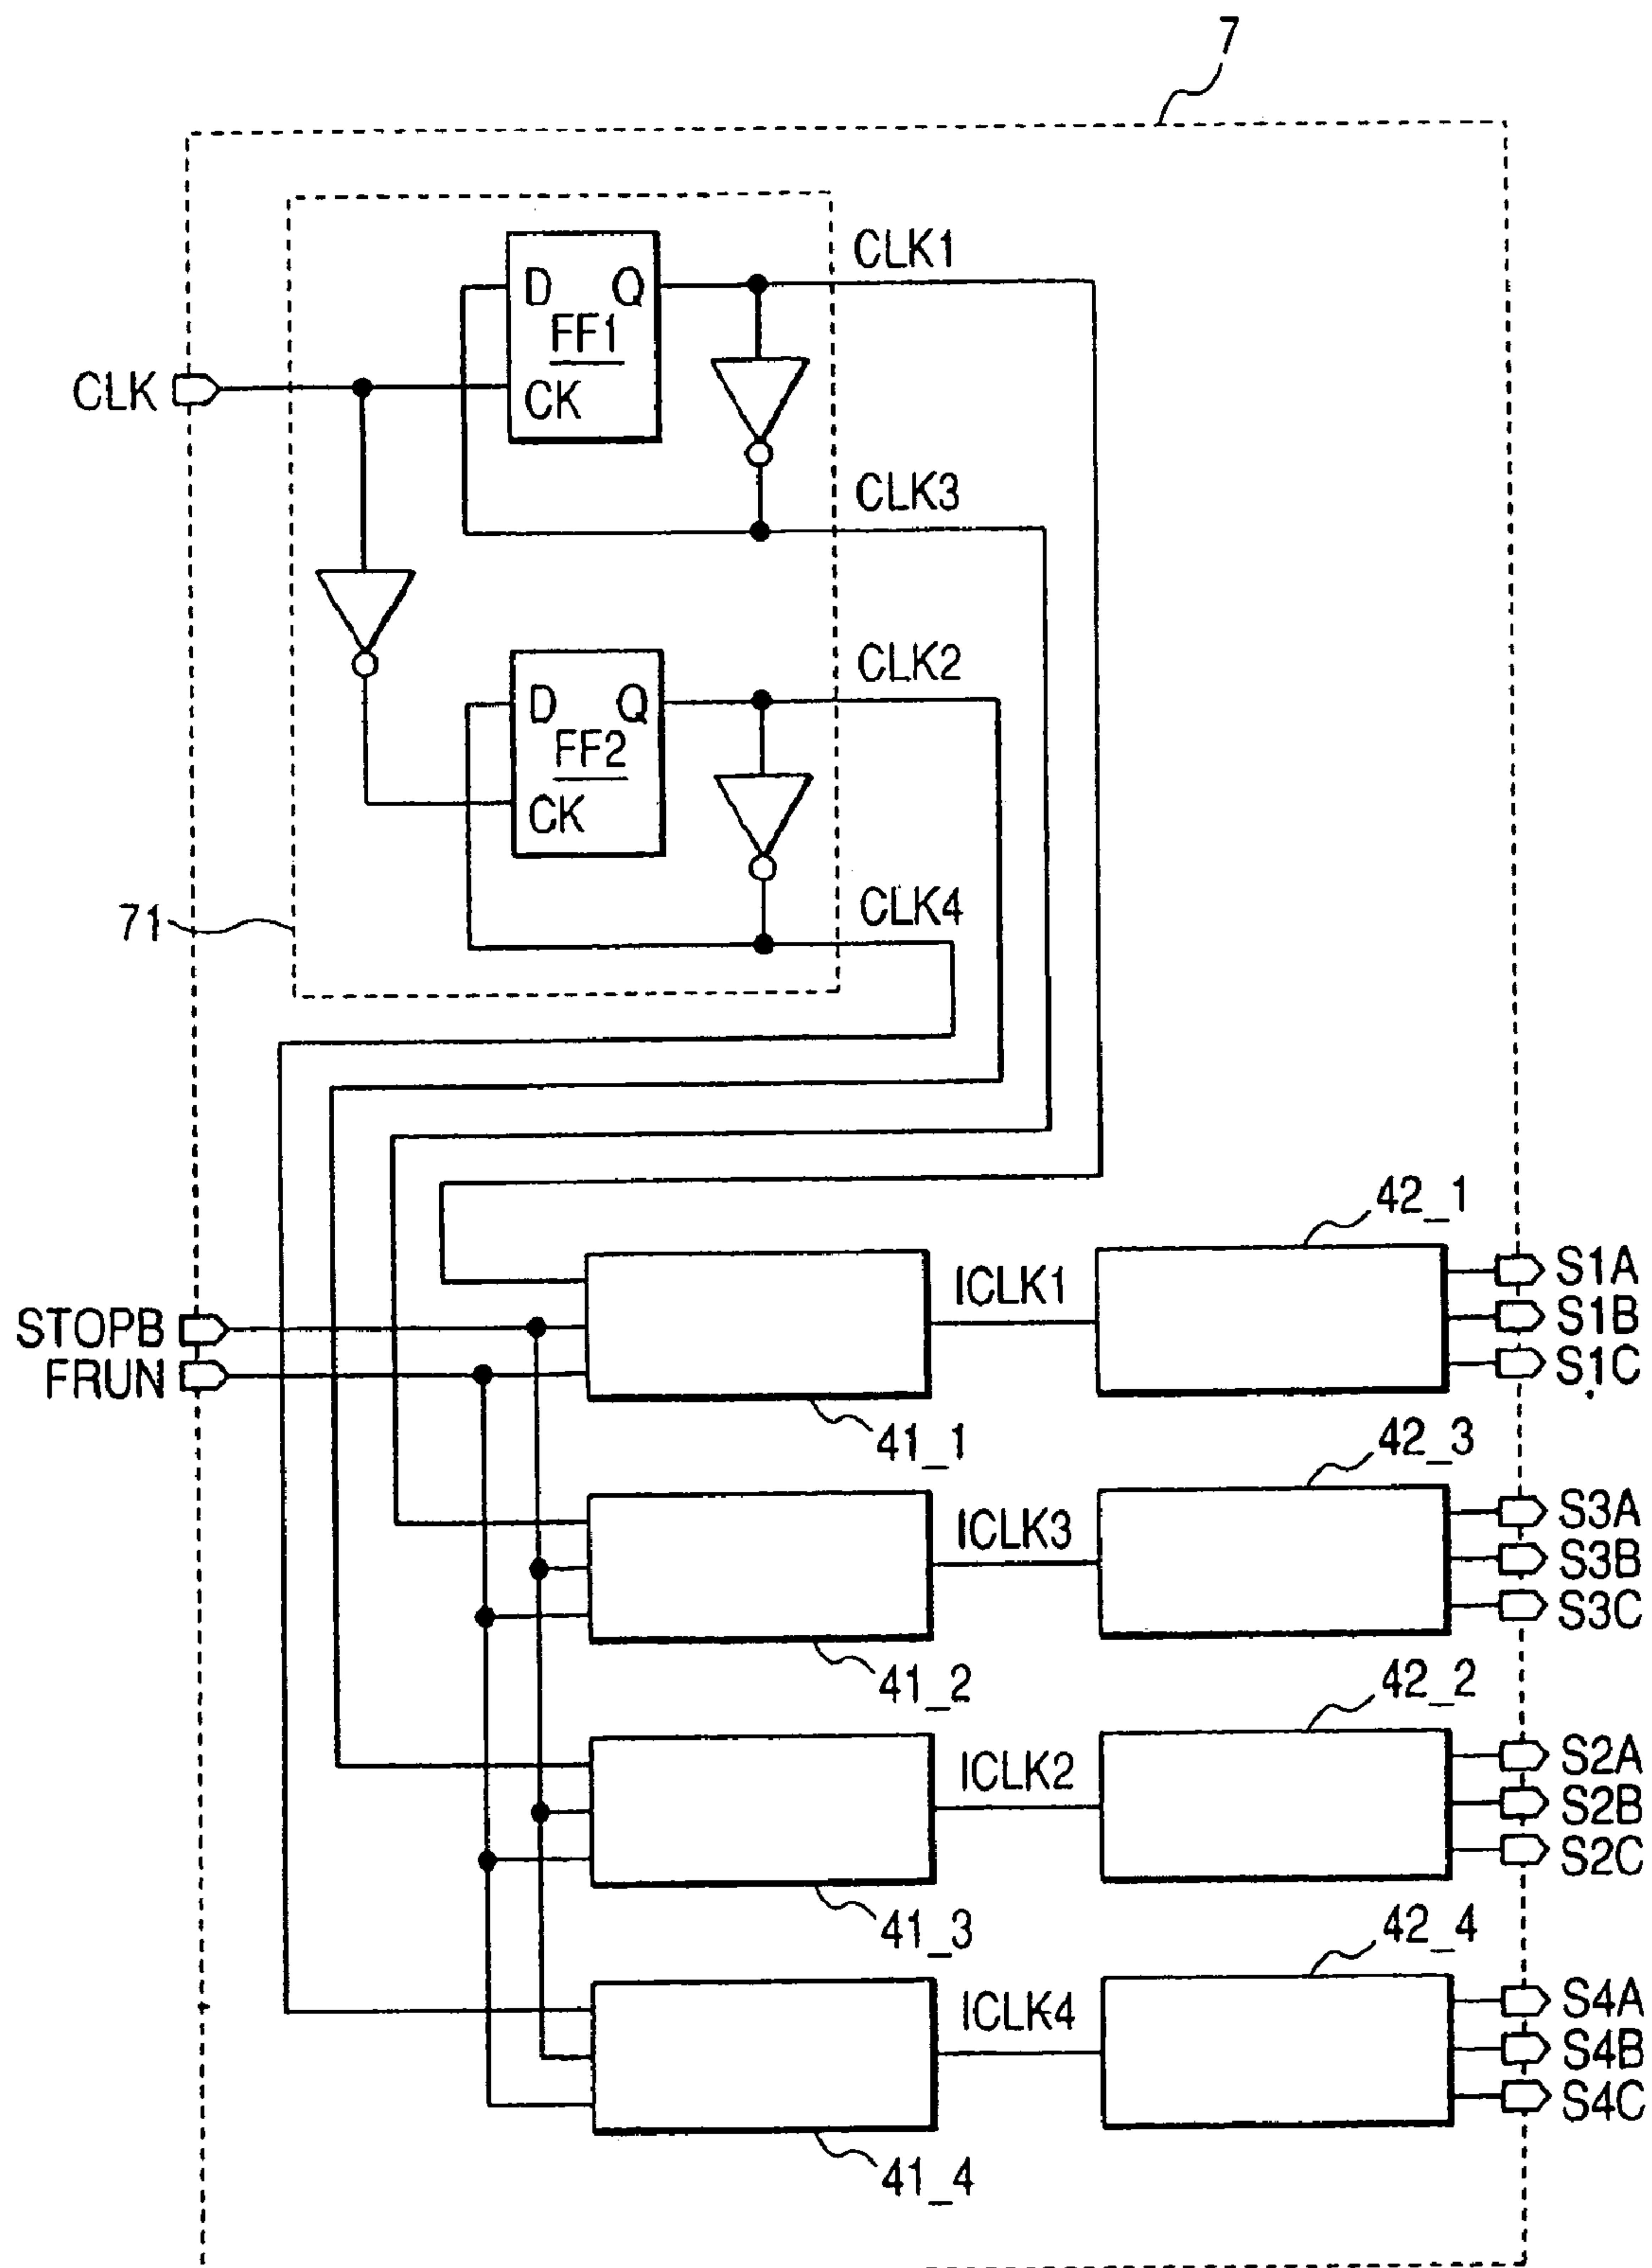 7
CLK1
D Q
FF1
CLK
CK
CLK3
CLK2
D Q
FF2
CK
CLK4
71
42_1
S1A
ICLK1
STOPB
S1B
FRUN
S1C
41_1
42_3
S3A
ICLK3
S3B
S3C
41_2
42_2
S2A
ICLK2
S2B
S2C
41_3
42_4
S4A
ICLK4
S4B
S4C
41_4